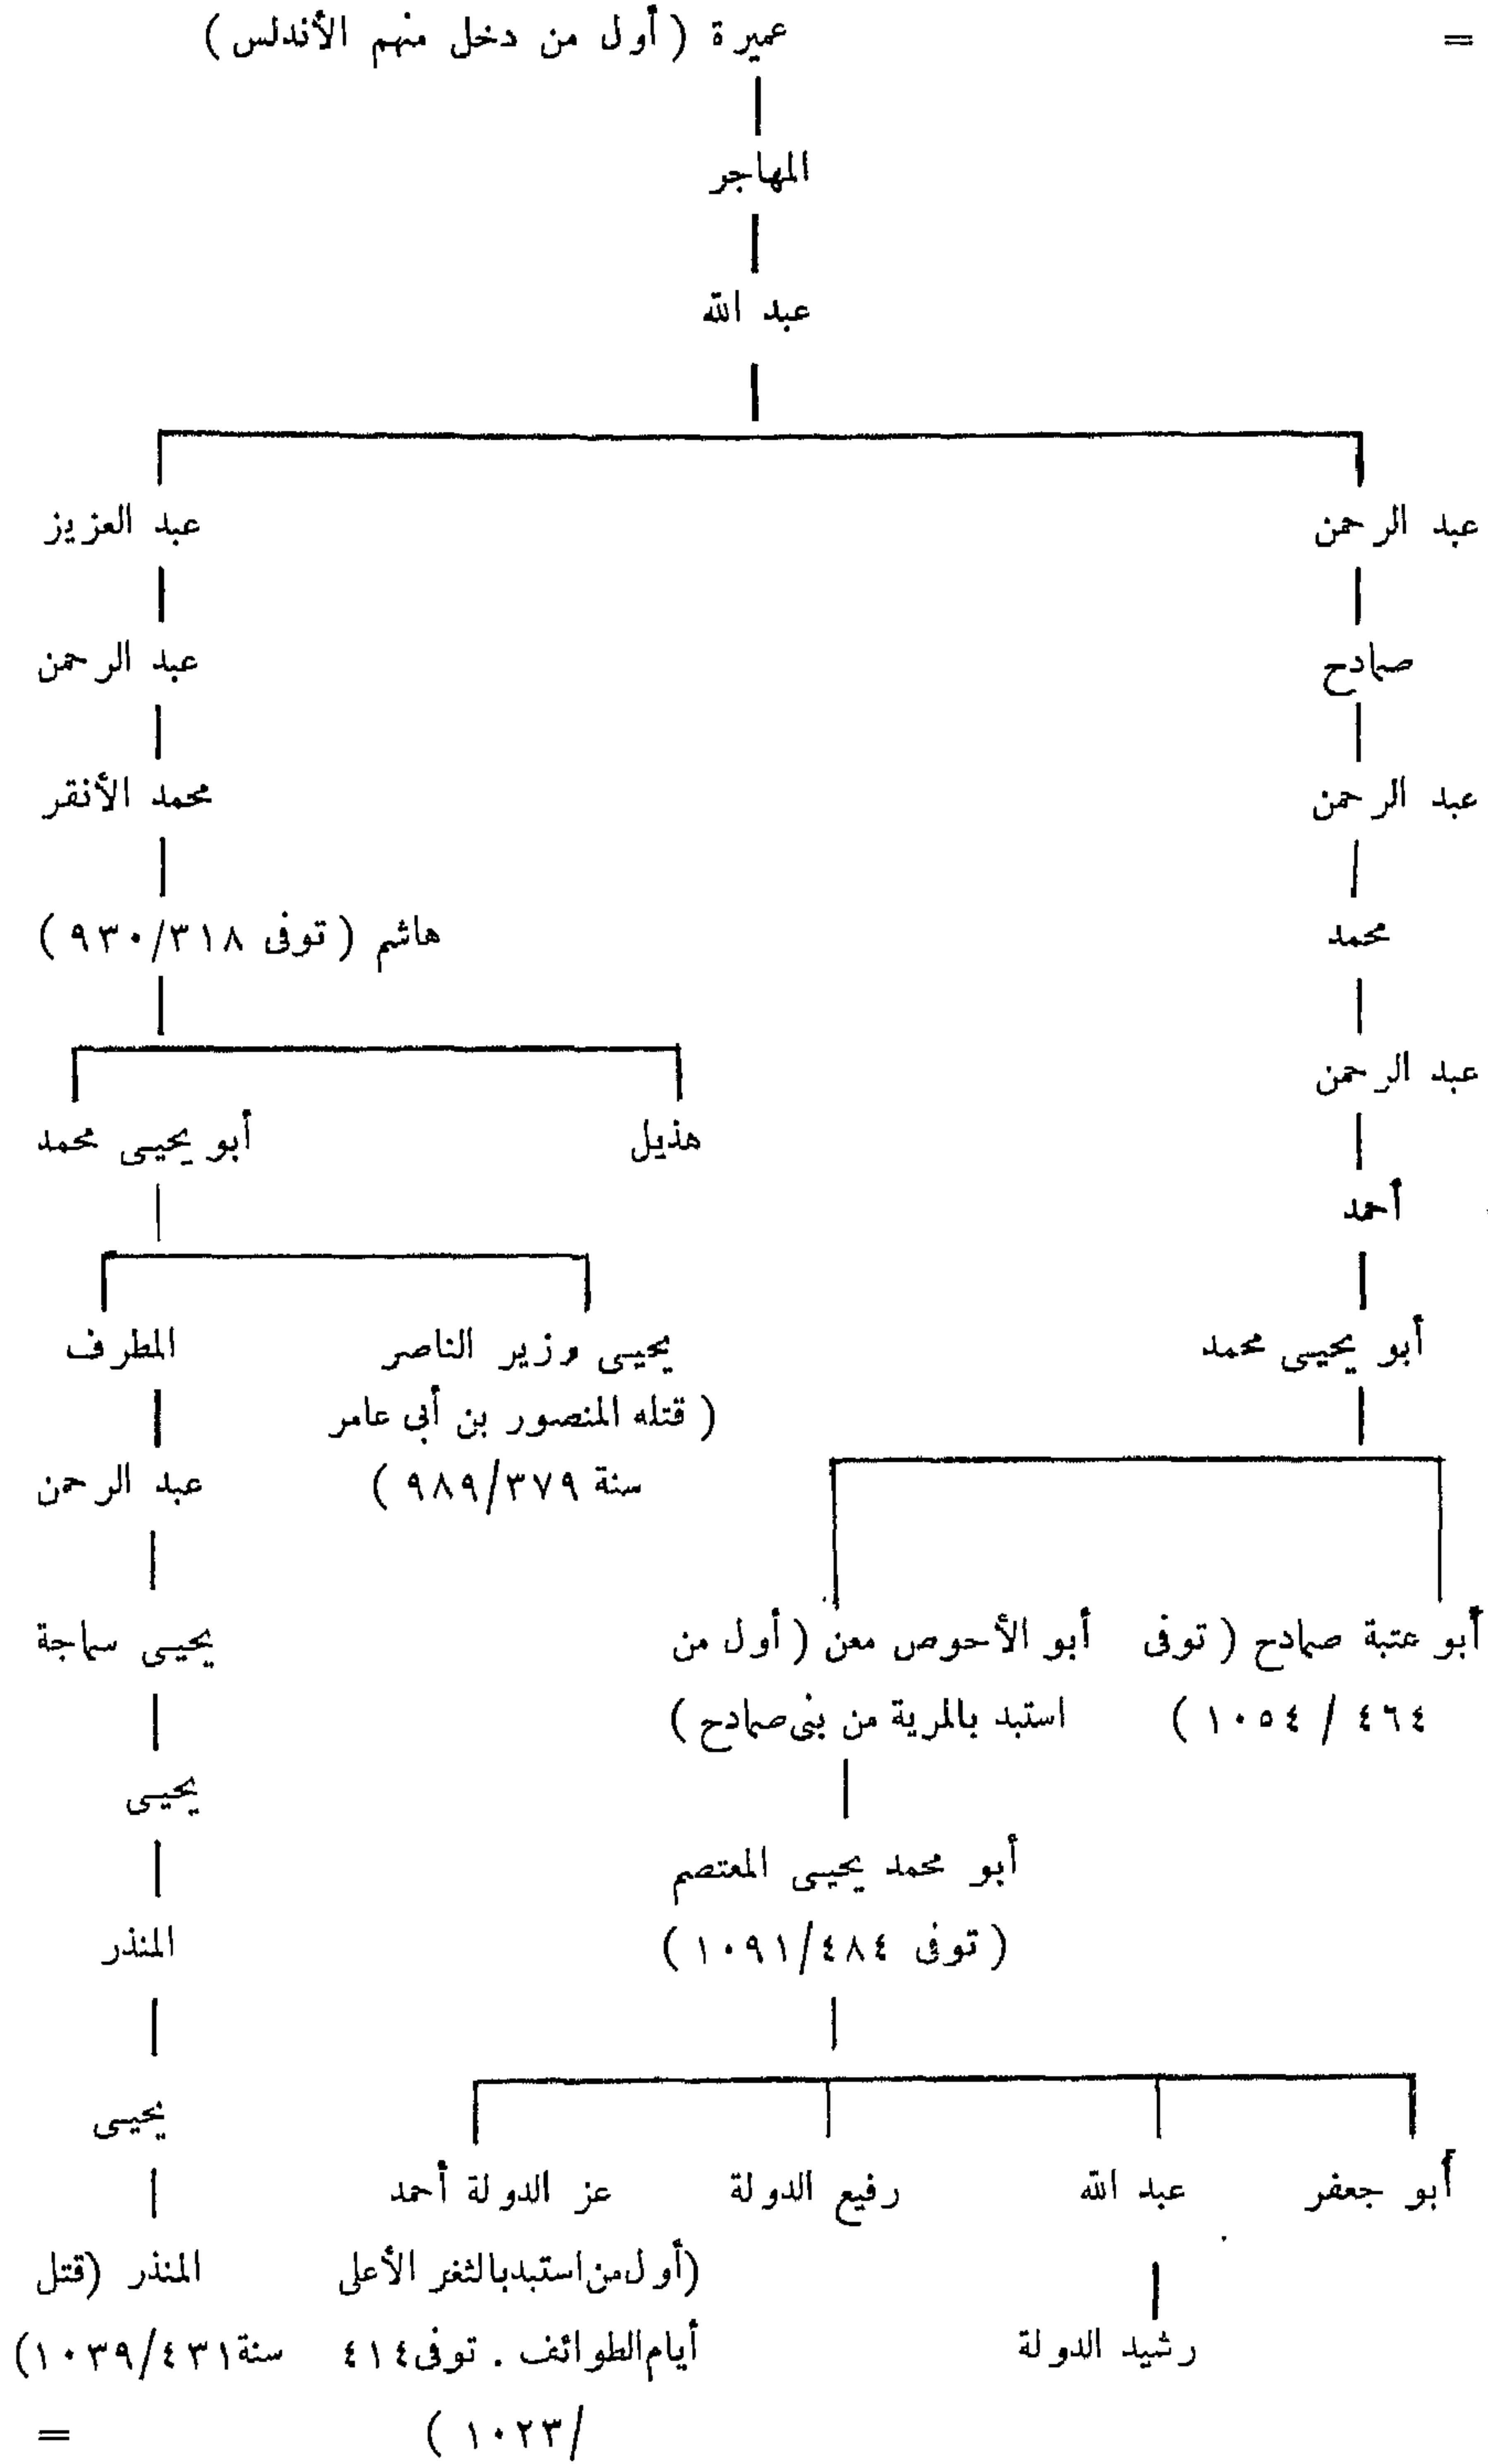 =
عميرة ( أول من دخل منهم الأندلس )
المهاجر
عبد الله
عبد الرحمن
عبد العزيز
صمادح
عبد الرحمن
عبد الرحمن
محمد الأنقر
محمد
هاشم ( توفى ٣١٨/٩٣٠ )
عبد الرحمن
هذيل
أبو يحيى محمد
أحمد
أبو يحيى محمد
يحيى وزير الناصر
( قتله المنصور بن أبى عامر
سنة ٣٧٩/٩٨٩ )
المطرف
عبد الرحمن
أبو عتبة صمادح ( توفى
٤٦٤ / ١٠٥٤ )
أبو الأحوص معن ( أول من
استبد بالمرية من بنى صمادح )
يحيى سماجة
يحيى
أبو محمد يحيى المعتصم
( توفى ٤٨٤/١٠٩١ )
المنذر
يحيى
أبو جعفر
عبد الله
رفيع الدولة
عز الدولة أحمد
رشيد الدولة
(أول من استبد بالثغر الأعلى
أيام الطوائف . توفى ٤١٤
/١٠٢٣ )
المنذر (قتل
سنة ٤٣١/١٠٣٩)
=